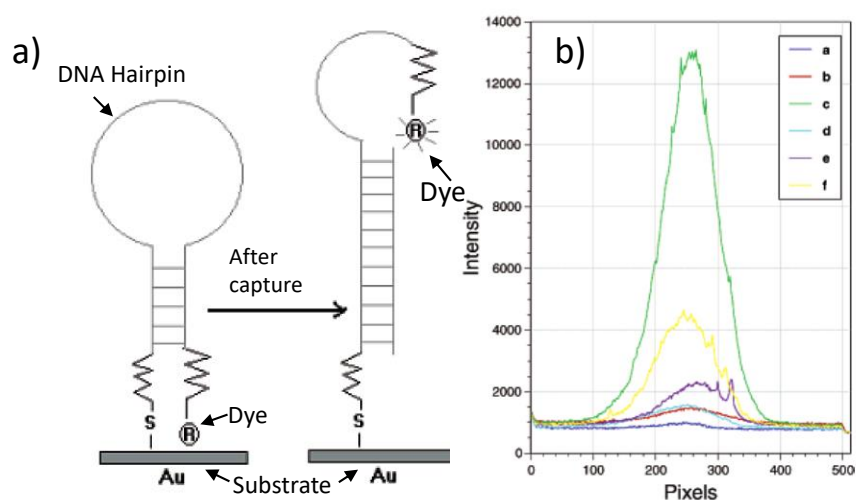 a)
DNA Hairpin
R
Dye
After
capture
S
R
Dye
Au
Substrate
S
Au
b)
14000
12000
10000
8000
6000
4000
2000
0
Intensity
0 100 200 300 400 500
Pixels
a
b
c
d
e
f